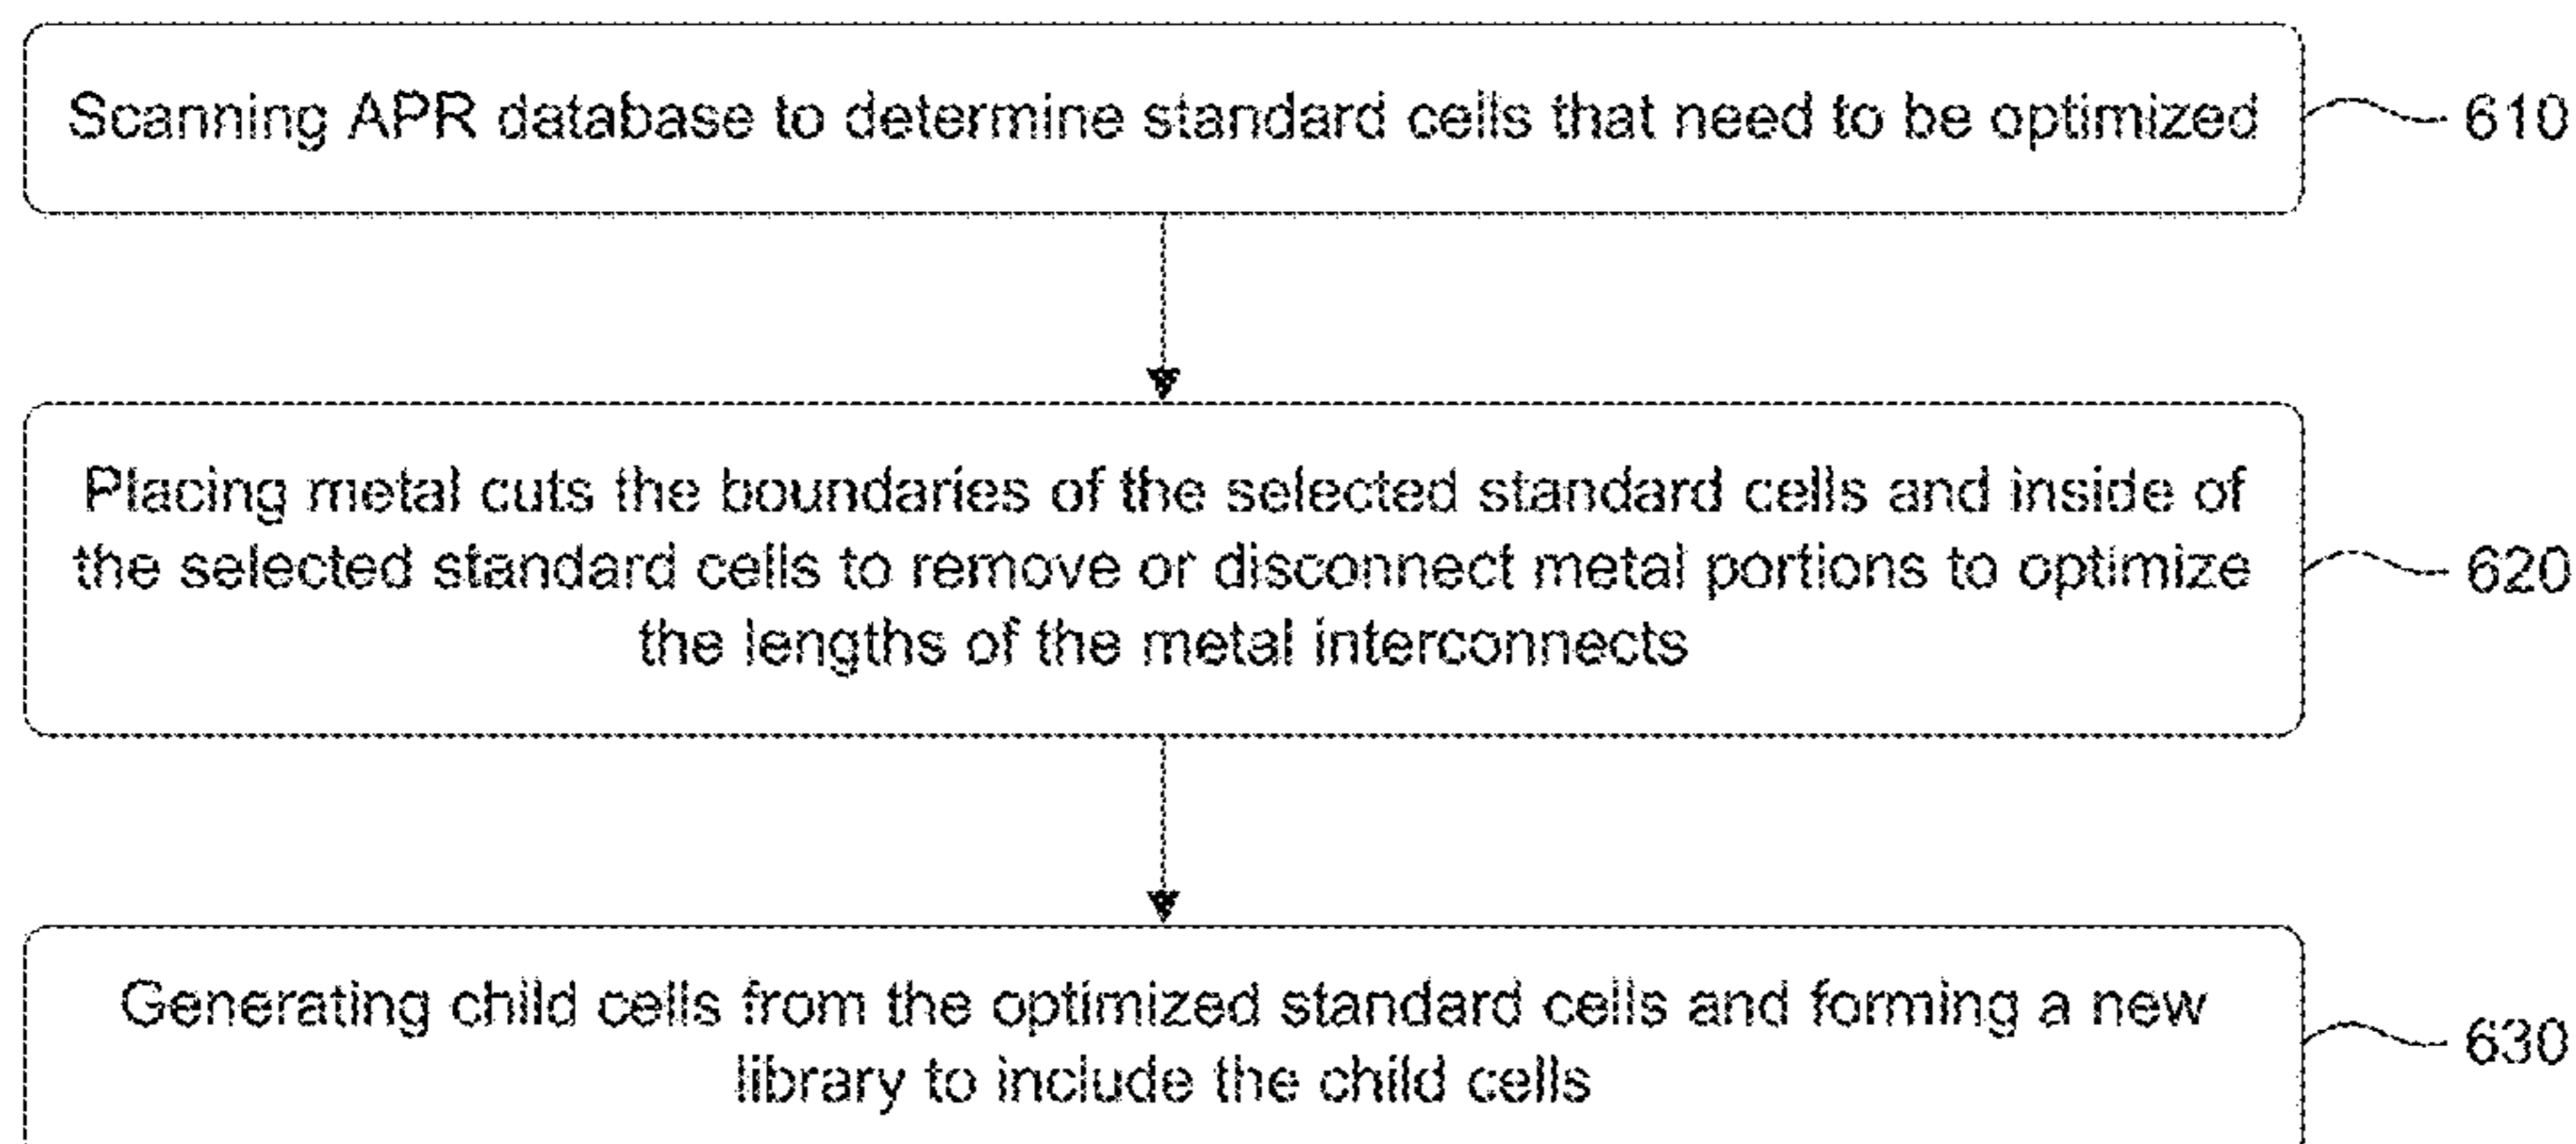 Scanning APR database to determine standard cells that need to be optimized
610
Placing metal cuts the boundaries of the selected standard cells and inside of
the selected standard cells to remove or disconnect metal portions to optimize
620
the lengths of the metal interconnects
Generating child cells from the optimized standard cells and forming a new
630
library to include the child cells